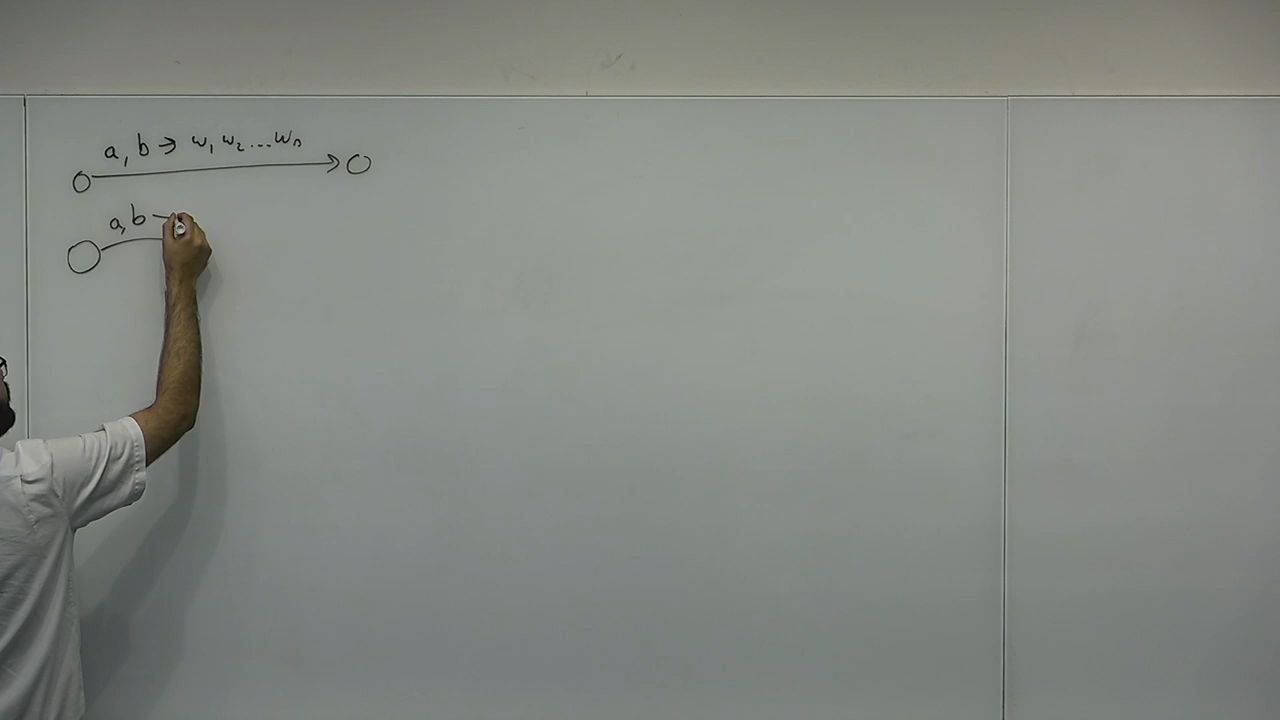 a, b → w₁ w₂ ... wₙ
a, b →